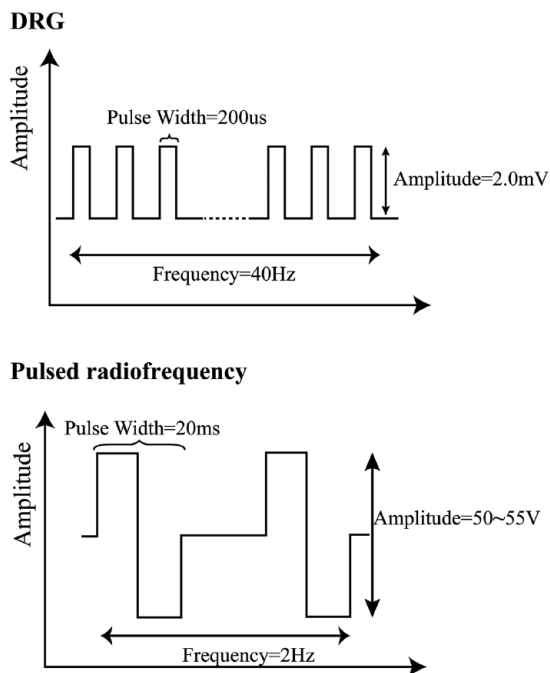 DRG
Amplitude
Pulse Width=200us
Amplitude=2.0mV
Frequency=40Hz
Pulsed radiofrequency
Amplitude
Pulse Width=20ms
Amplitude=50~55V
Frequency=2Hz